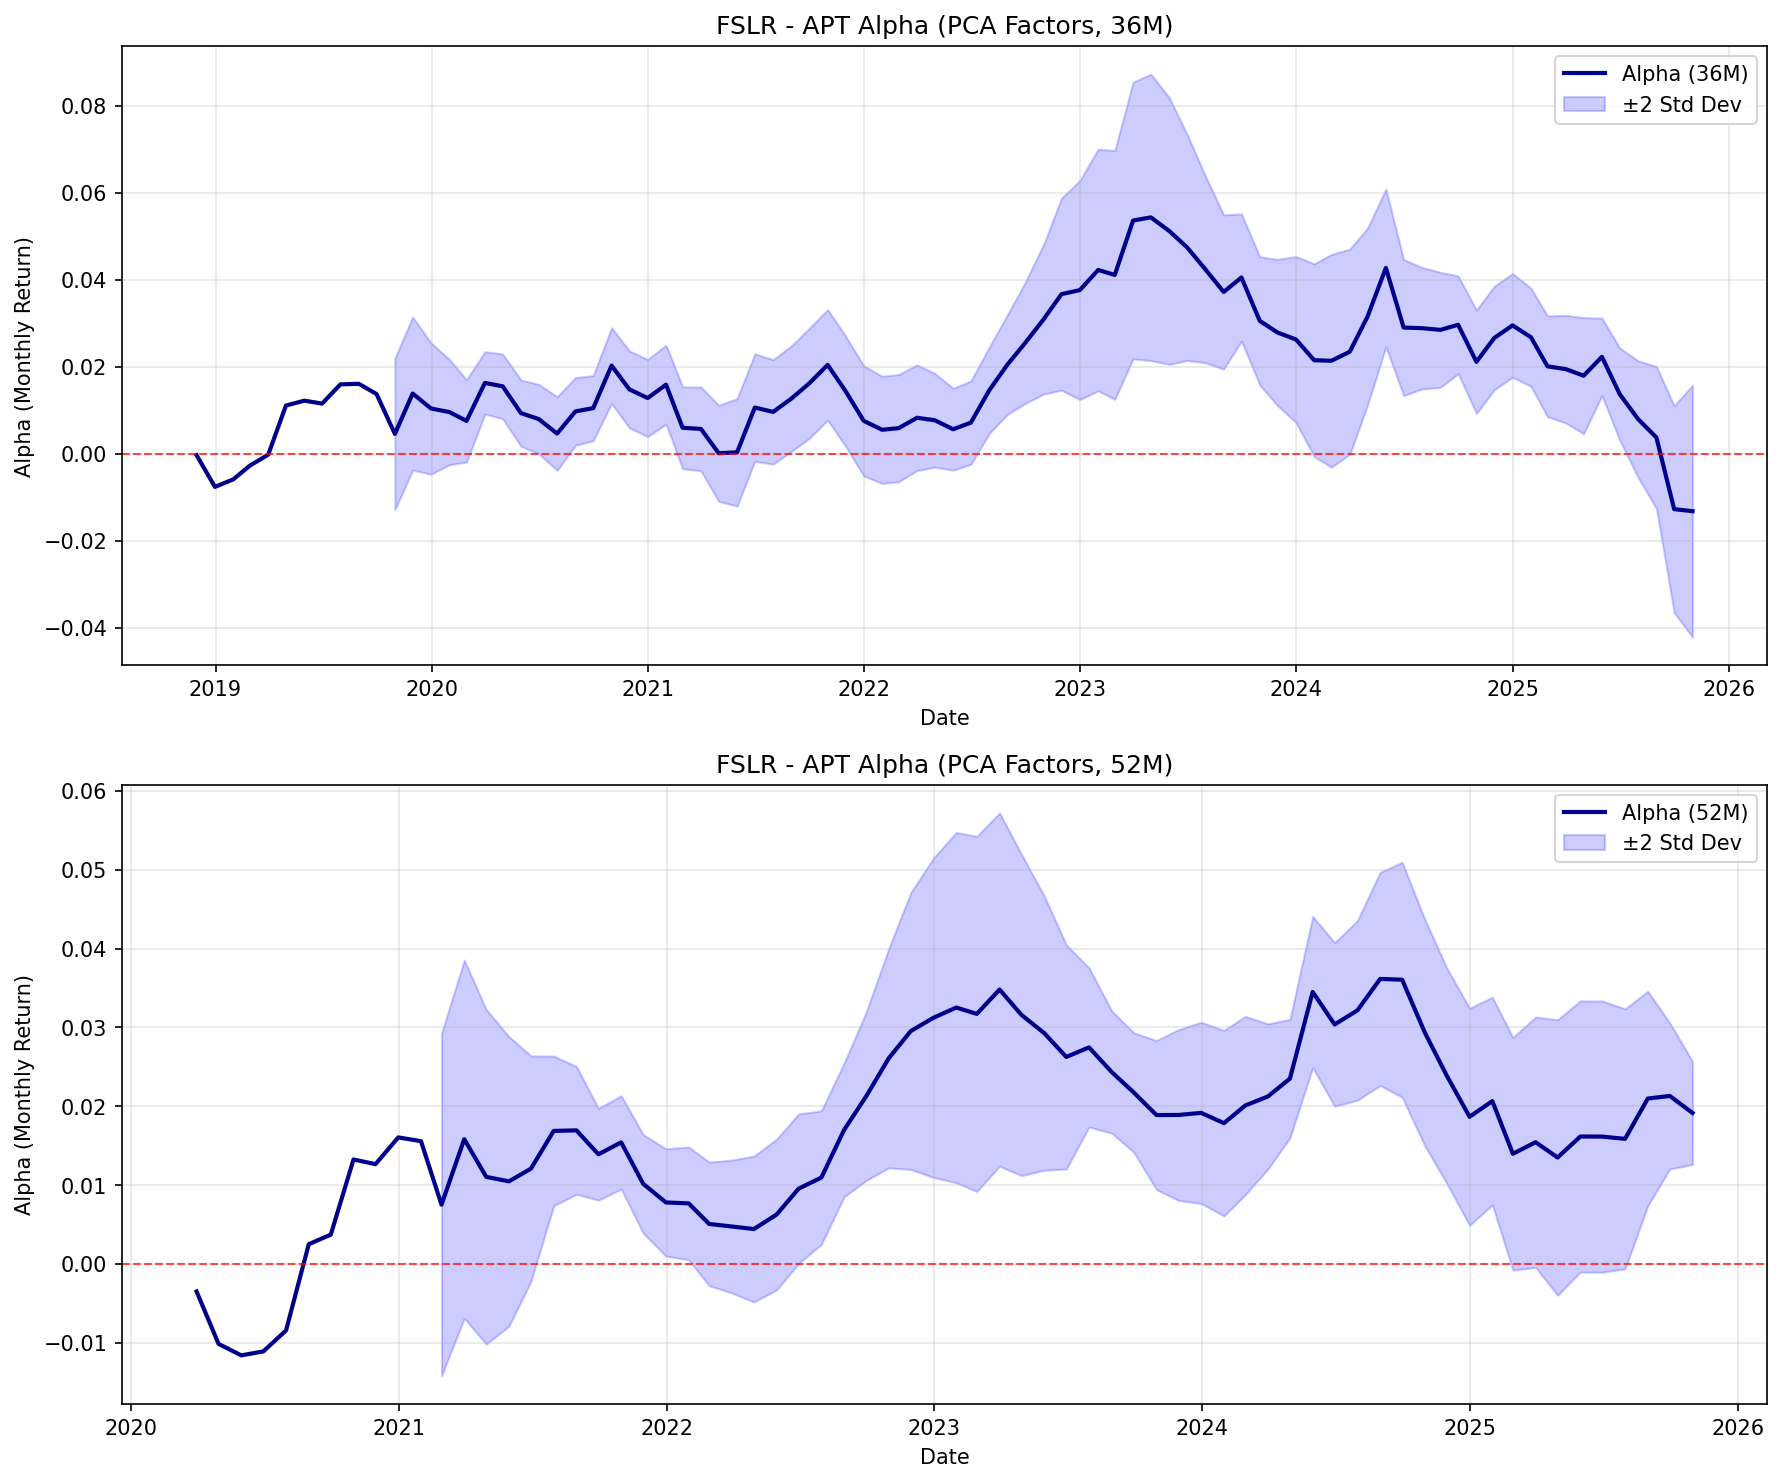 FSLR - APT Alpha (PCA Factors, 36M)
Alpha (36M)
±2 Std Dev
Alpha (Monthly Return)
0.08
0.06
0.04
0.02
0.00
−0.02
−0.04
2019 2020 2021 2022 2023 2024 2025 2026
Date
FSLR - APT Alpha (PCA Factors, 52M)
Alpha (52M)
±2 Std Dev
Alpha (Monthly Return)
0.06
0.05
0.04
0.03
0.02
0.01
0.00
−0.01
2020 2021 2022 2023 2024 2025 2026
Date